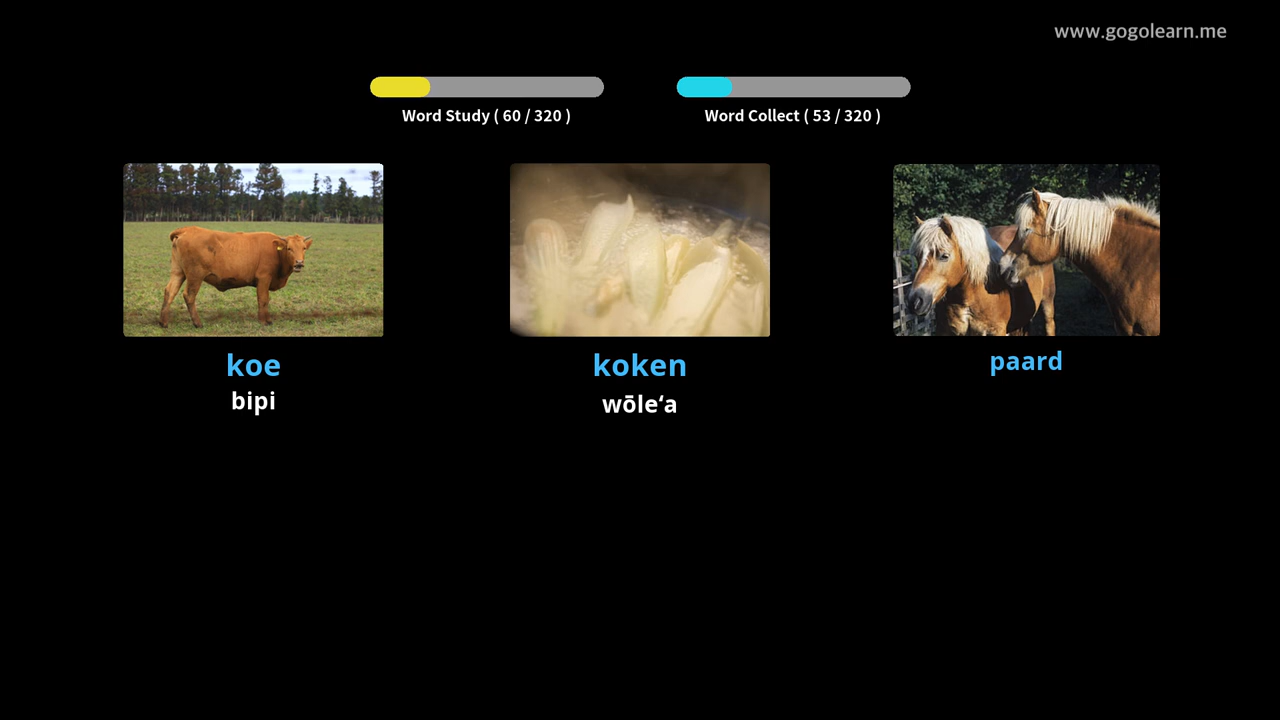 www.gogolearn.me
Word Study ( 60 / 320 )
Word Collect ( 53 / 320 )
koe
bipi
koken
wōleʻa
paard